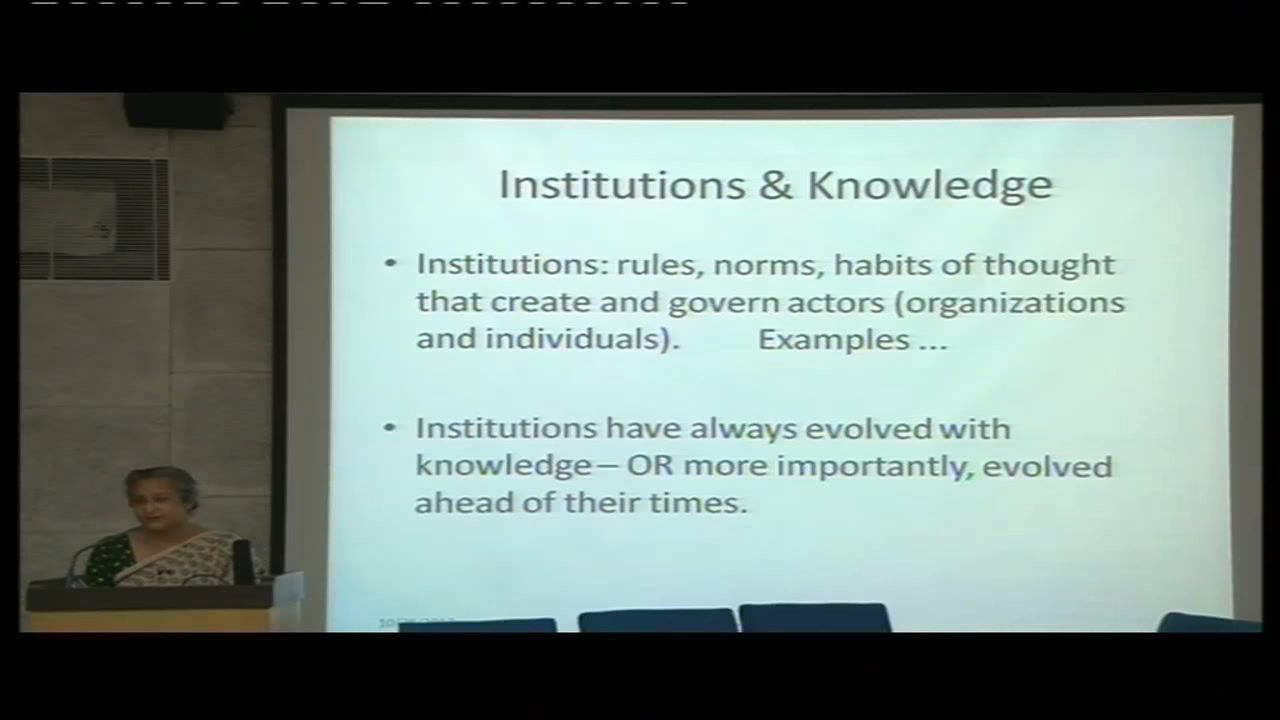 Institutions & Knowledge
• Institutions: rules, norms, habits of thought
that create and govern actors (organizations
and individuals). Examples ...
• Institutions have always evolved with
knowledge – OR more importantly, evolved
ahead of their times.